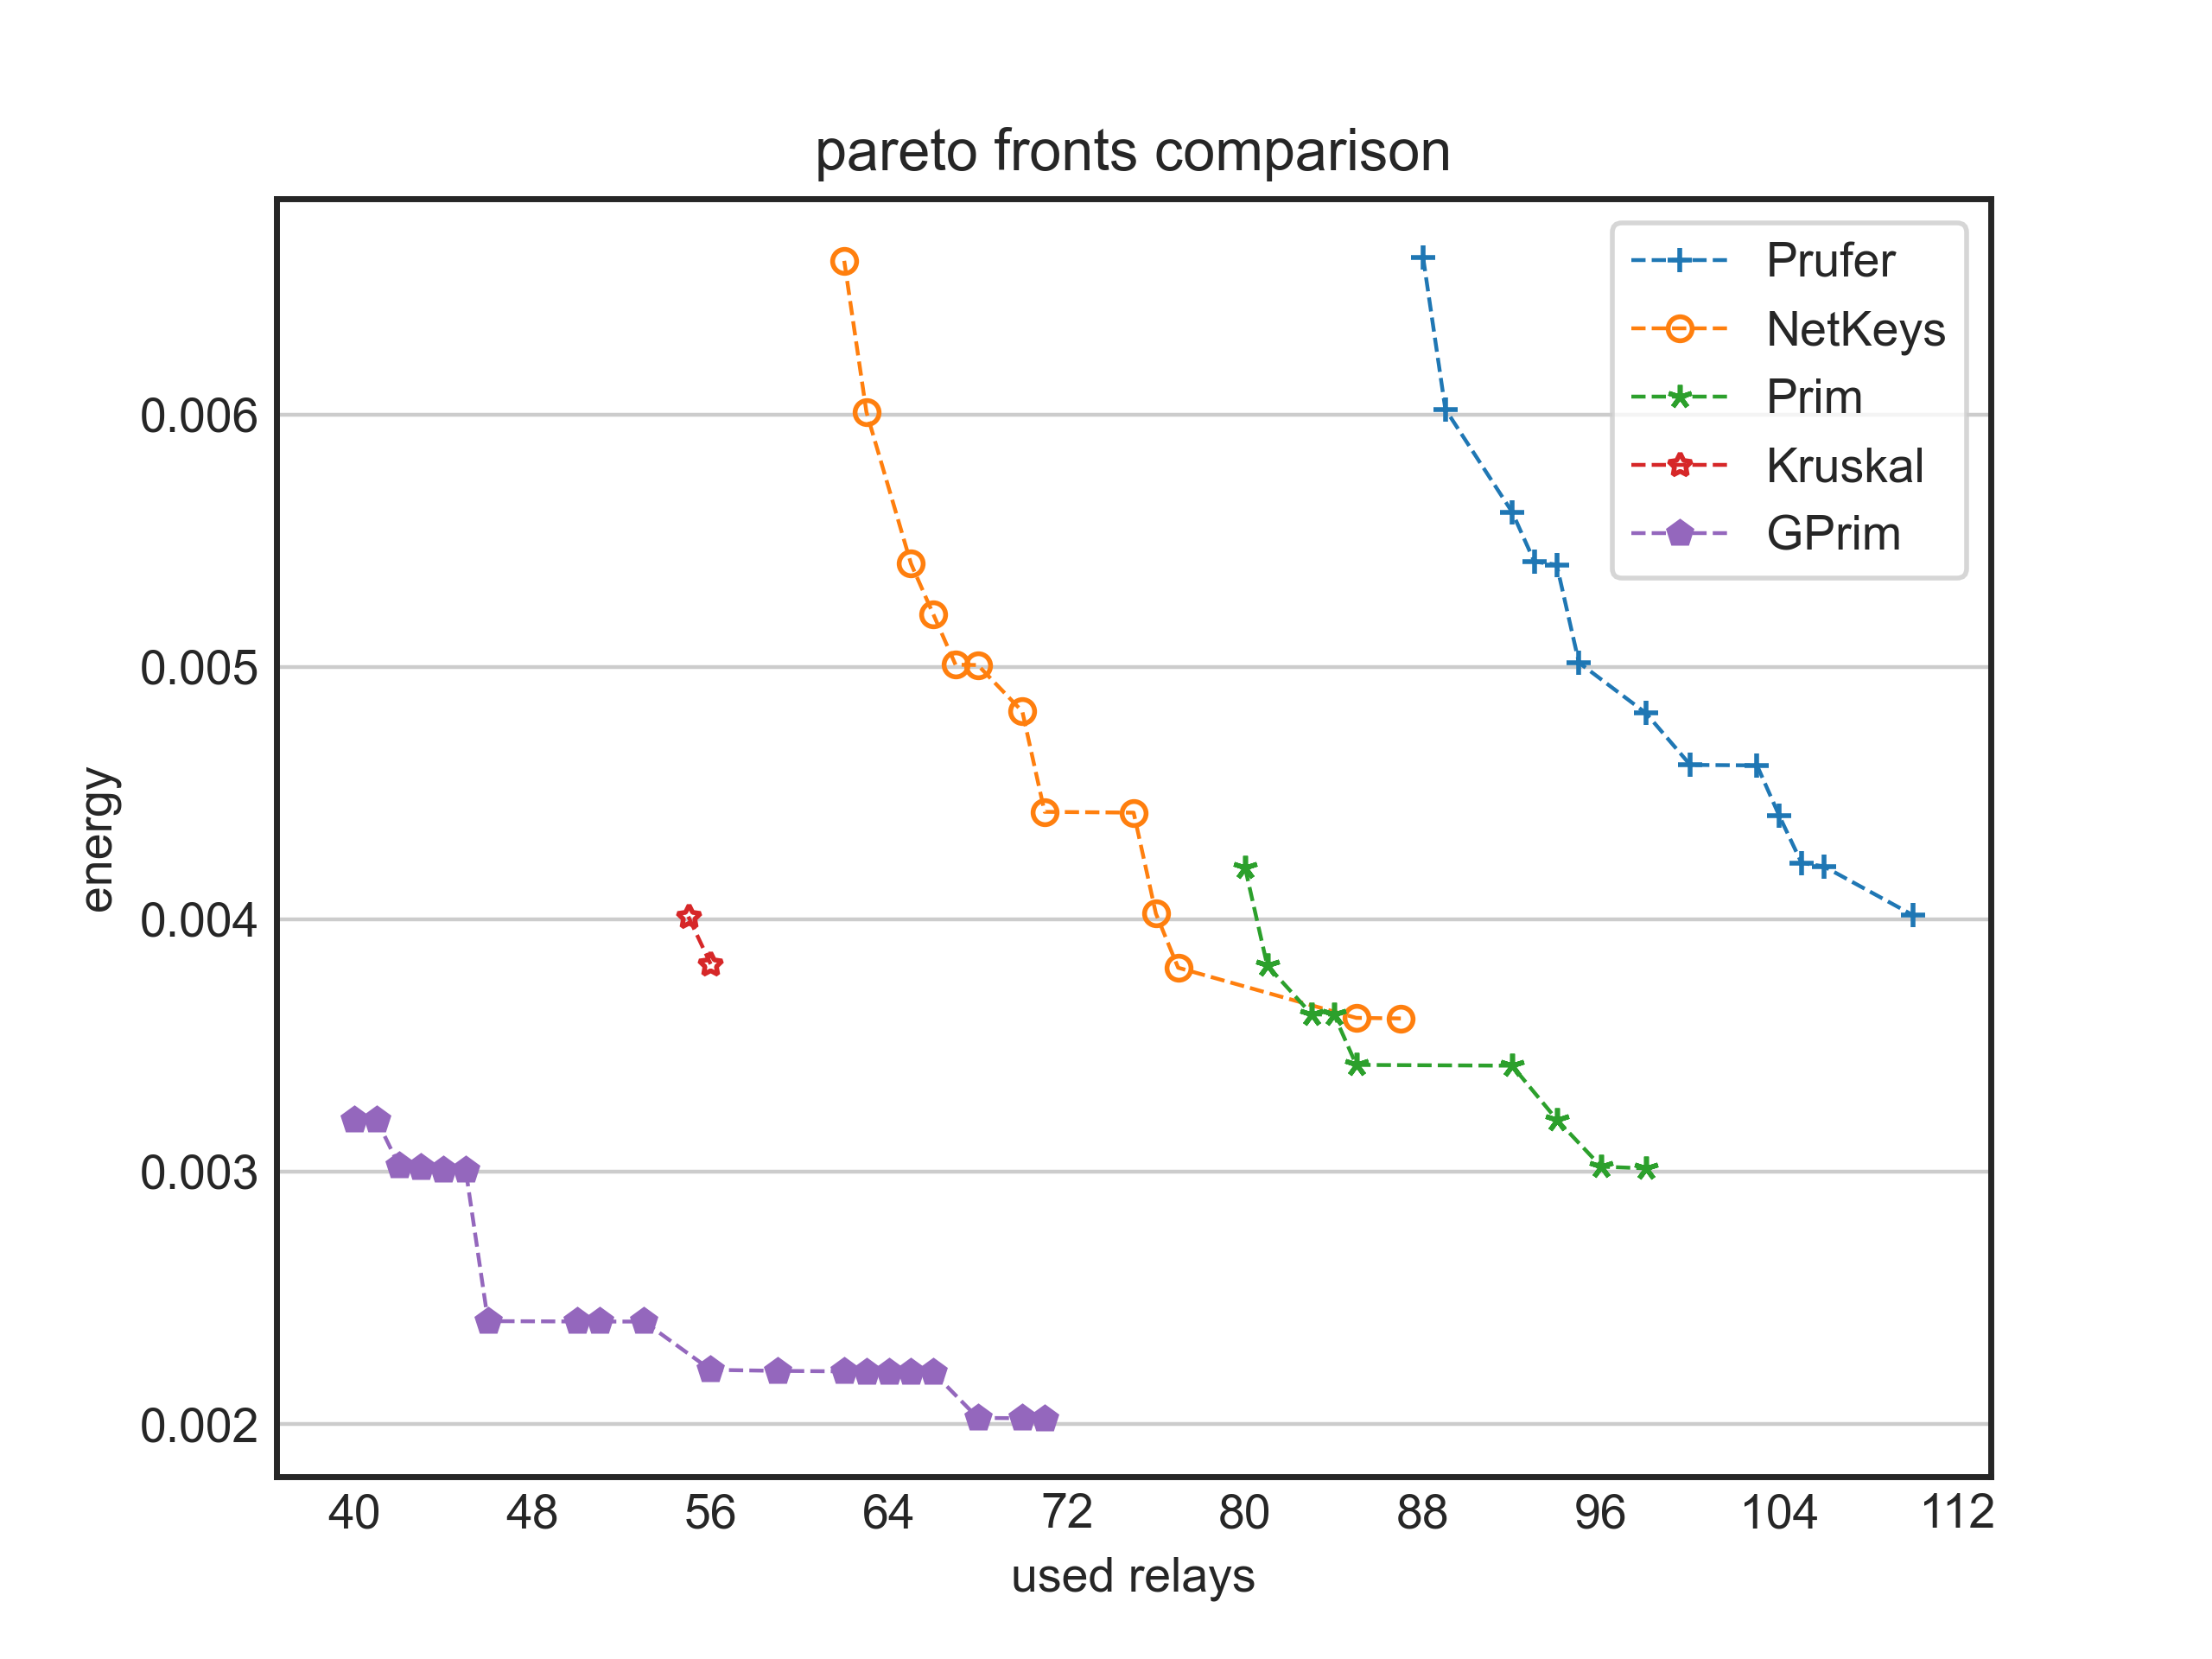 pareto fronts comparison
Prufer
NetKeys
Prim
Kruskal
GPrim
energy
0.006
0.005
0.004
0.003
0.002
40 48 56 64 72 80 88 96 104 112
used relays